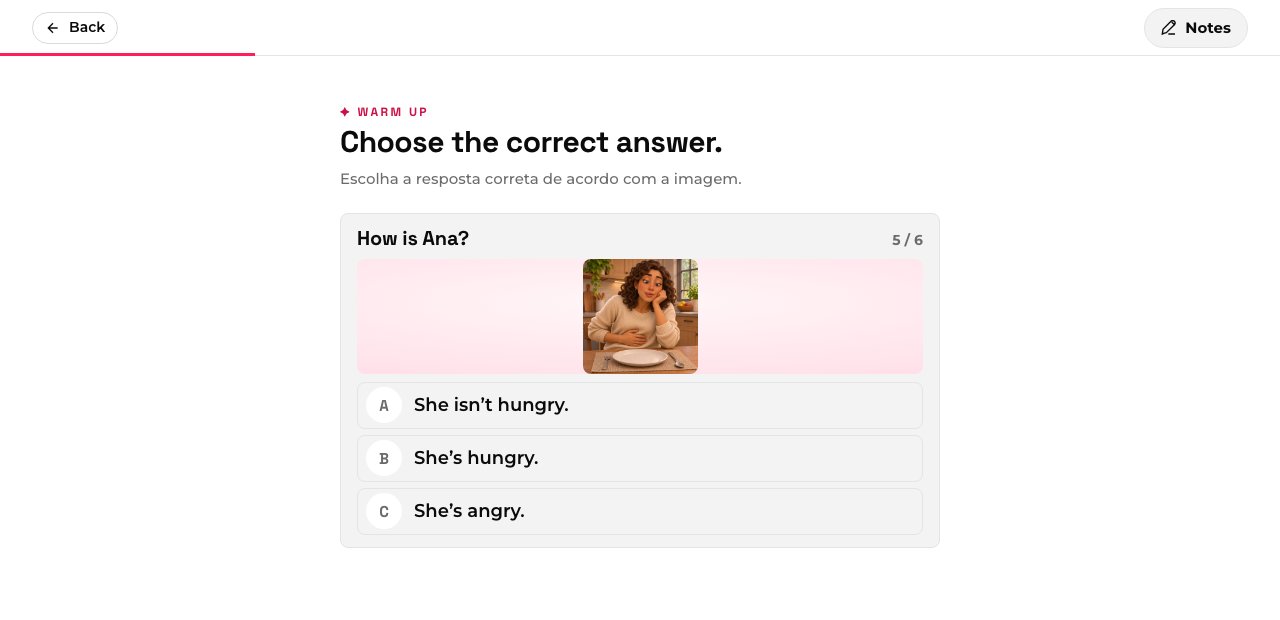 Back
Notes
WARM UP
Choose the correct answer.
Escolha a resposta correta de acordo com a imagem.
How is Ana?
5 / 6
A She isn’t hungry.
B She’s hungry.
C She’s angry.